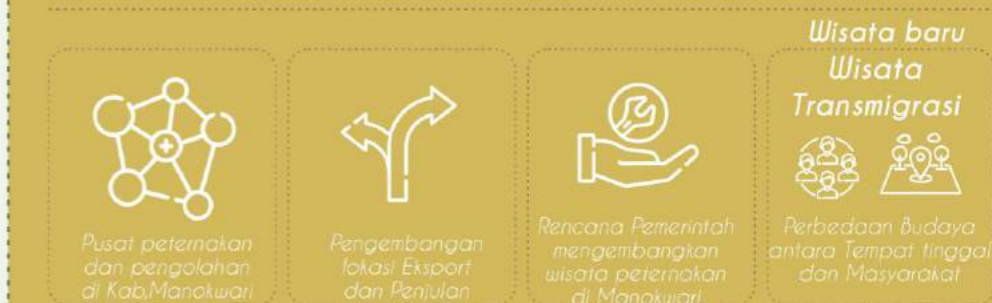 Pusat peternakan
dan pengolahan
di Kab,Manokwari
Pengembangan
lokasi Eksport
dan Penjulan
Rencana Pemerintah
mengembangkan
wisata peternakan
di Manokwari
Wisata baru
Wisata
Transmigrasi
Perbedaan Budaya
antara Tempat tinggal
dan Masyarakat